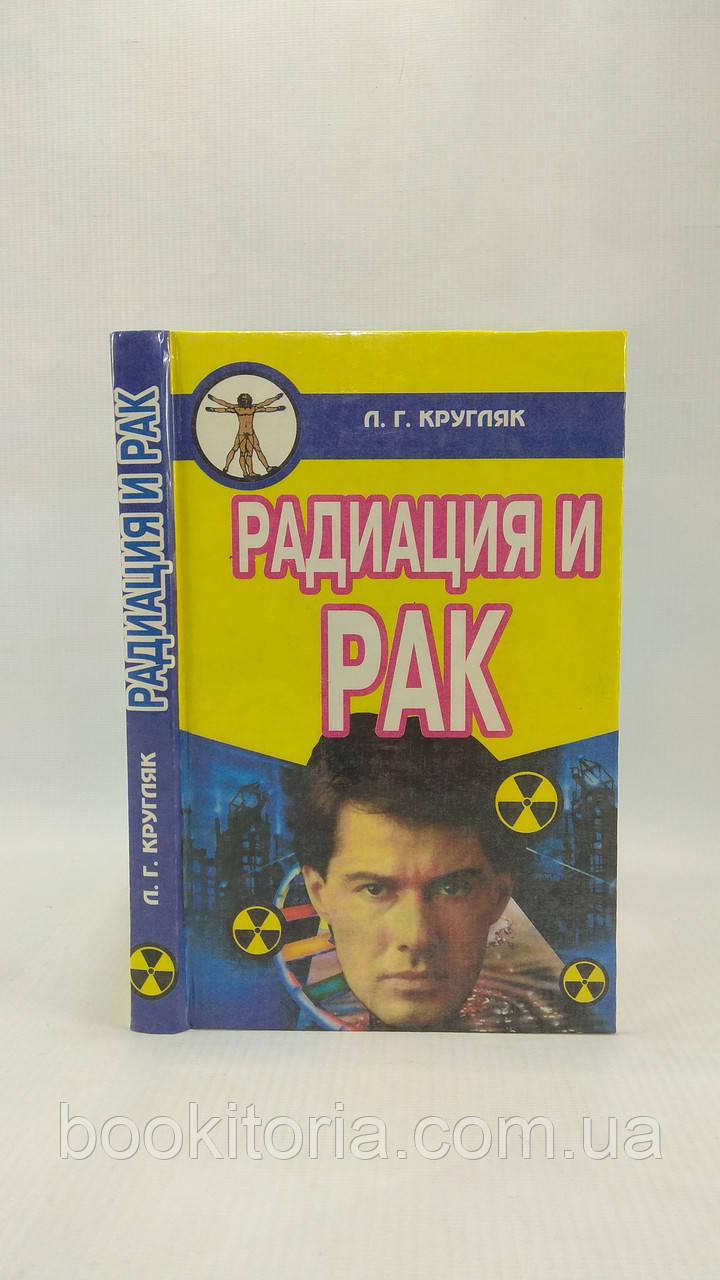 Л. Г. КРУГЛЯК
РАДИАЦИЯ И
РАК
Л. Г. КРУГЛЯК РАДИАЦИЯ И РАК
bookitoria.com.ua